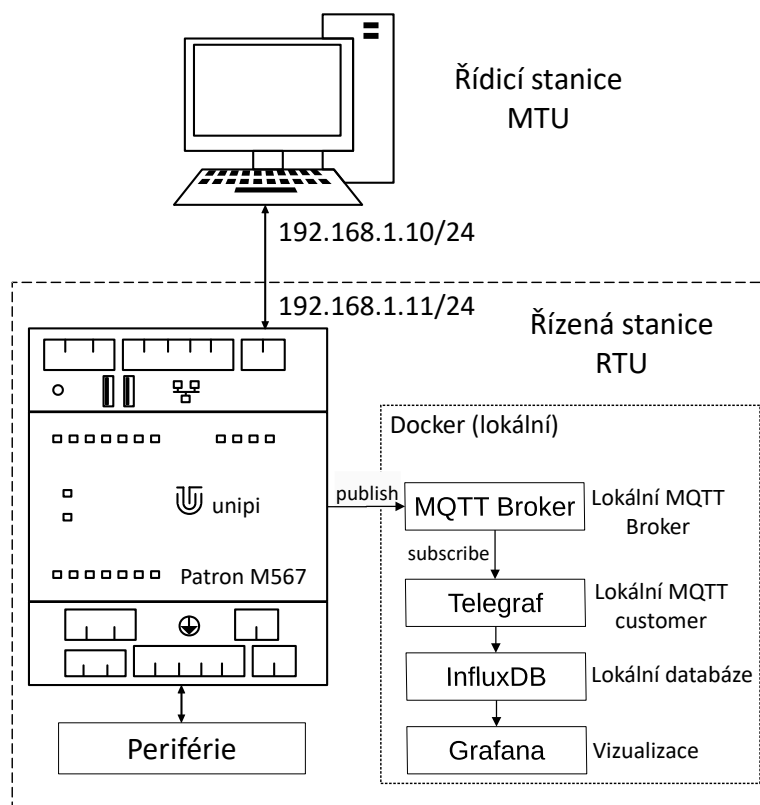 Řídicí stanice
MTU
192.168.1.10/24
192.168.1.11/24
Řízená stanice
RTU
Docker (lokální)
publish
MQTT Broker
Lokální MQTT
Broker
unipi
subscribe
Patron M567
Telegraf
Lokální MQTT
customer
InfluxDB
Lokální databáze
Periférie
Grafana
Vizualizace